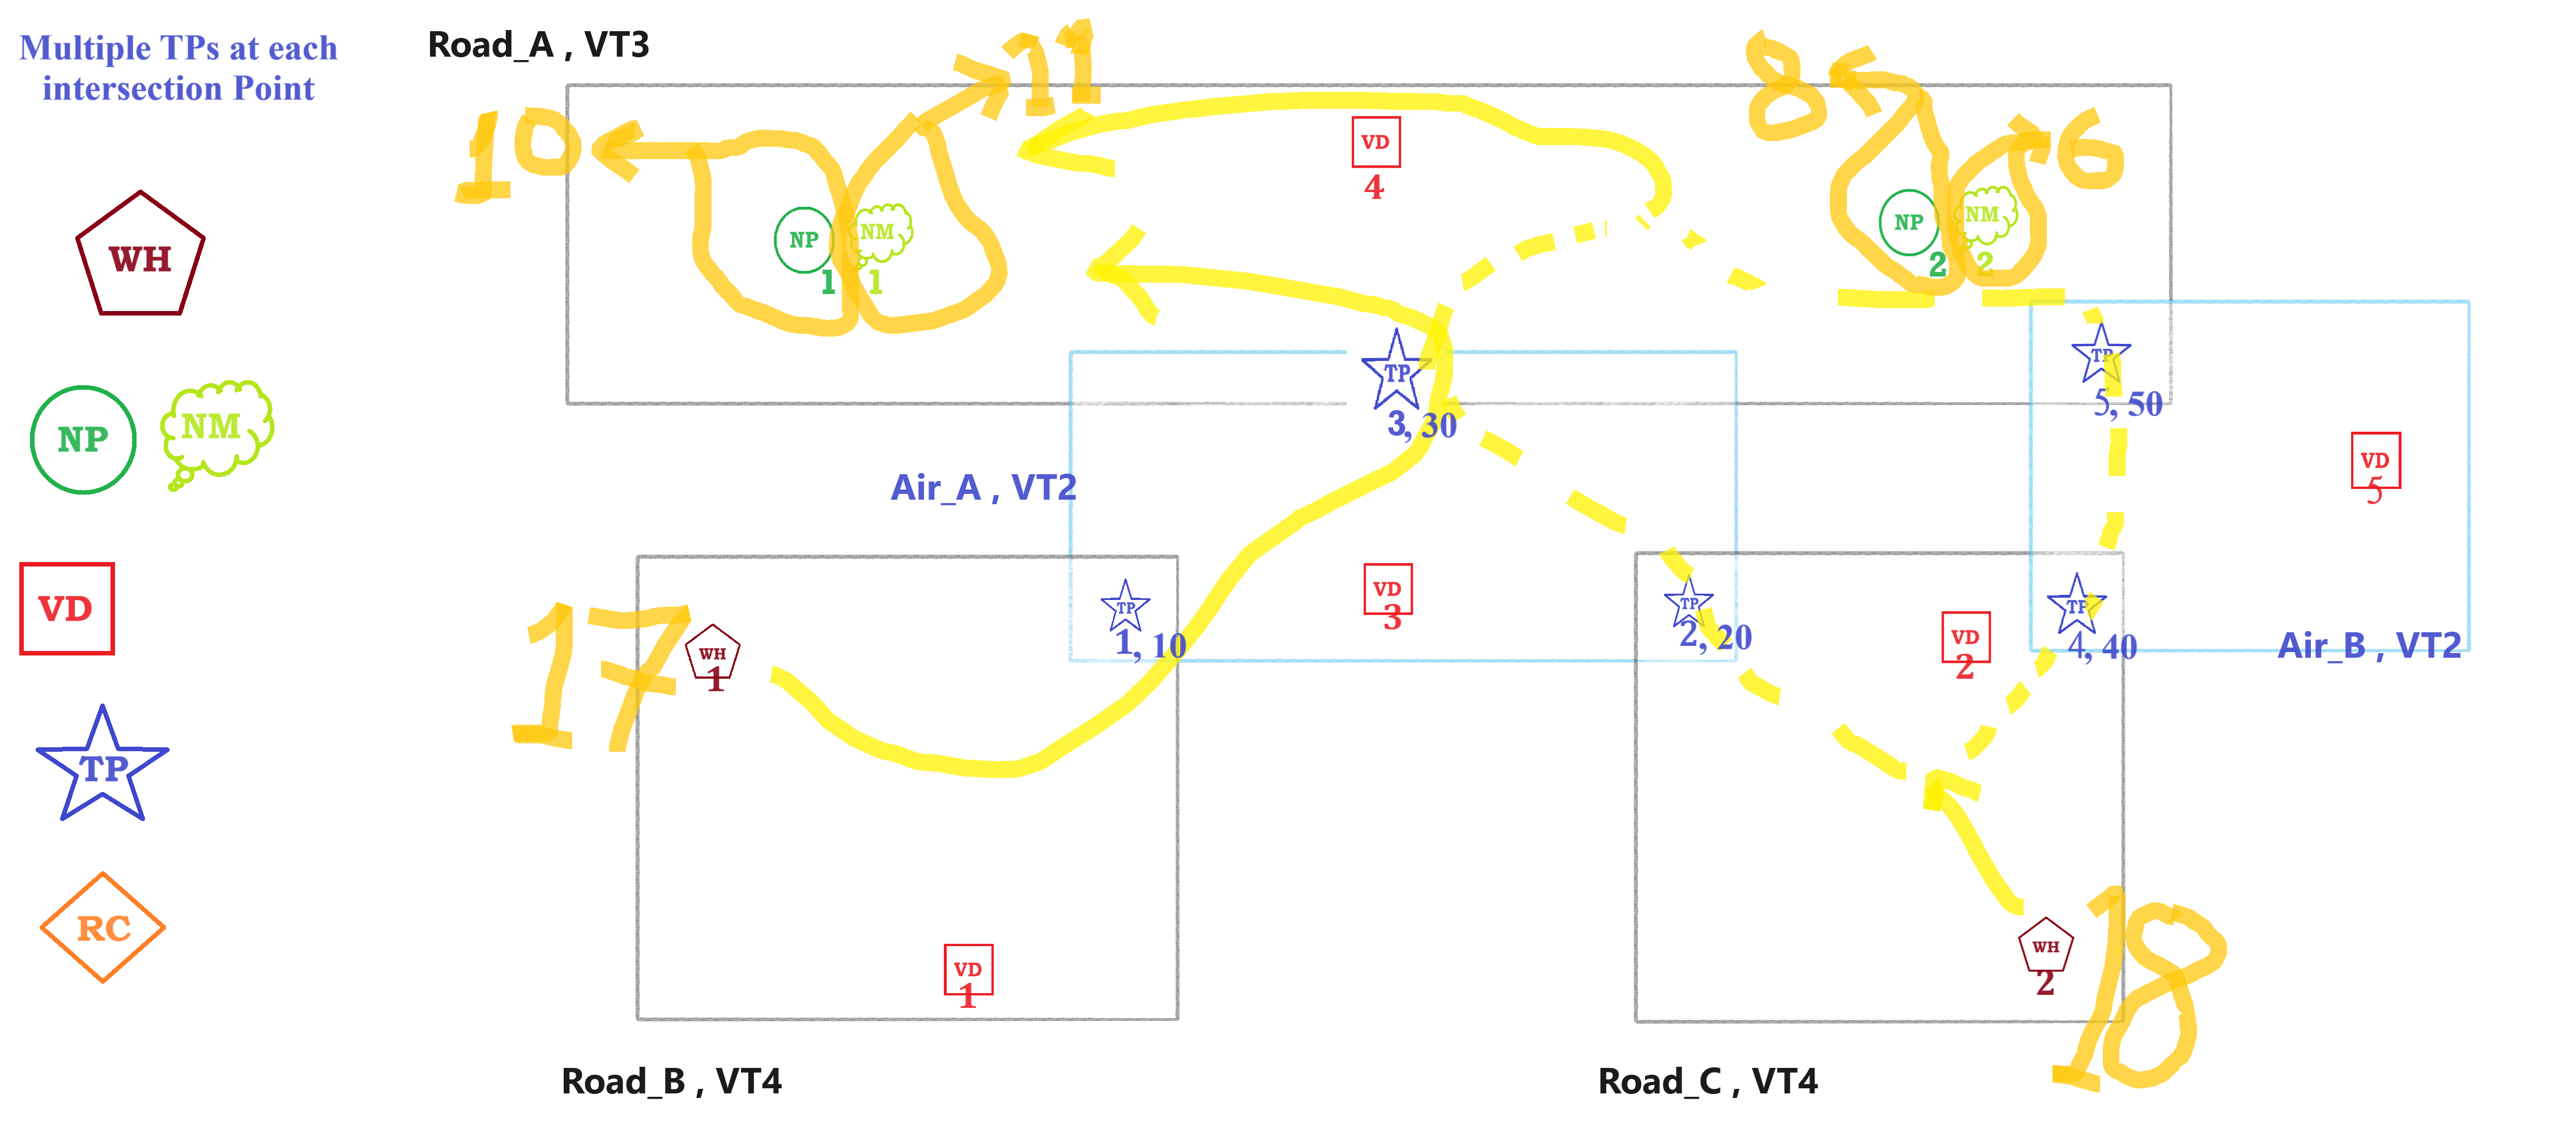 Multiple TPs at each
intersection Point
WH
NP
NM
VD
TP
RC
Road_A , VT3
10
11
NP
1
NM
1
VD
4
8
6
NP
2
NM
2
TP
3, 30
TP
5, 50
VD
5
Air_A , VT2
TP
1, 10
VD
3
TP
2, 20
VD
2
TP
4, 40
Air_B , VT2
17
WH
1
VD
1
WH
2
18
Road_B , VT4
Road_C , VT4